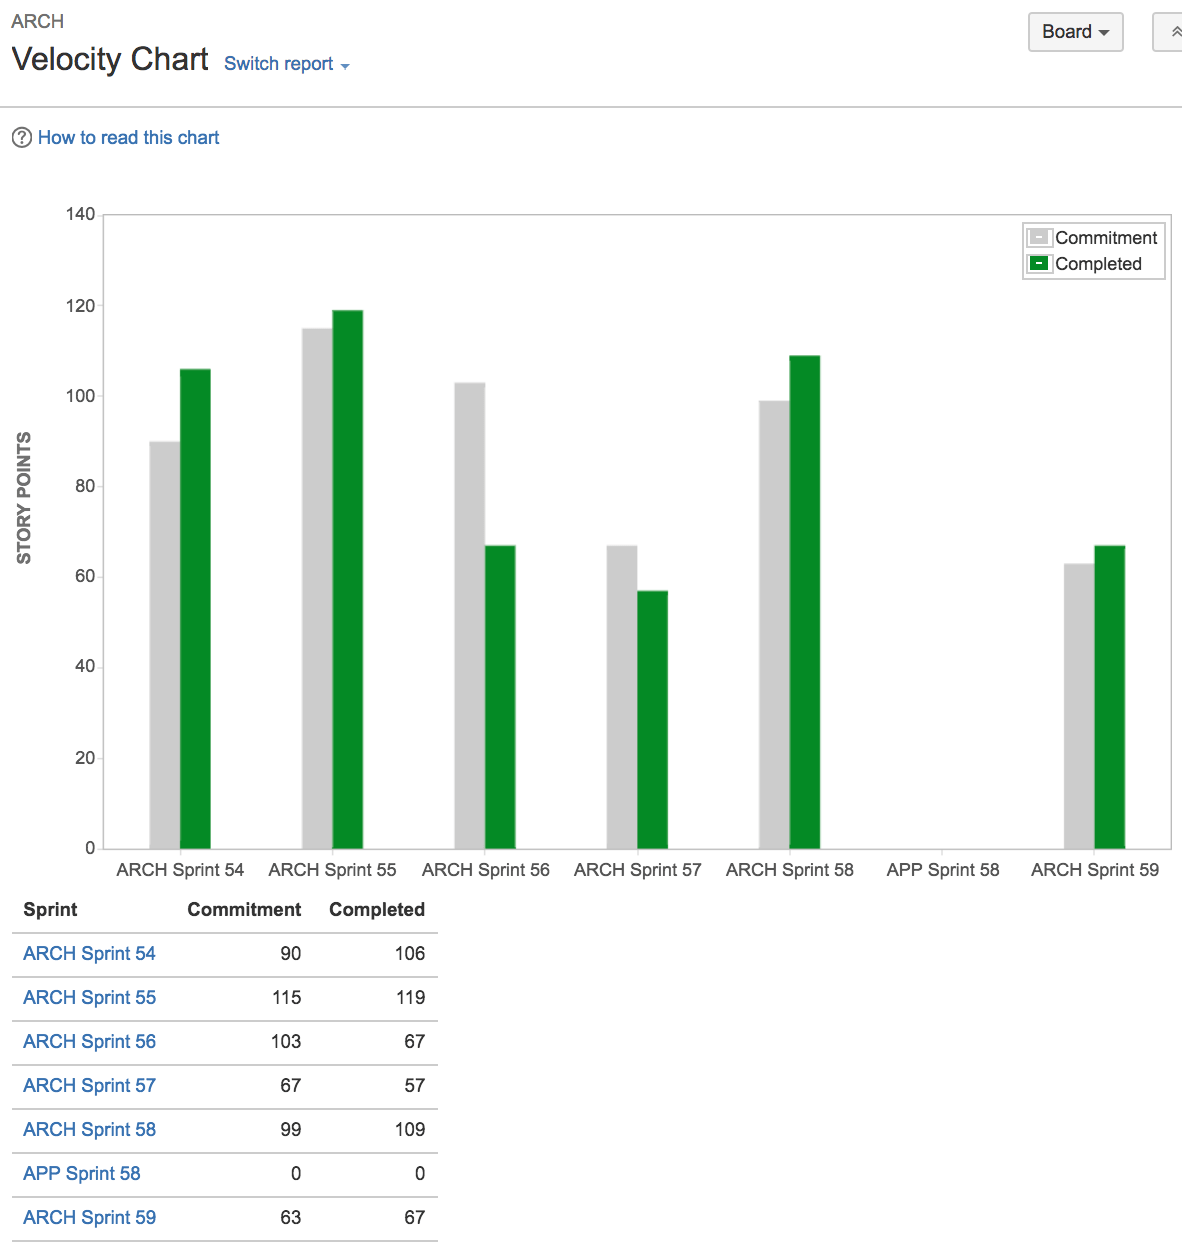 ARCH
Velocity Chart Switch report
Board
How to read this chart
140
120
100
80
60
40
20
0
STORY POINTS
Commitment
Completed
ARCH Sprint 54 ARCH Sprint 55 ARCH Sprint 56 ARCH Sprint 57 ARCH Sprint 58 APP Sprint 58 ARCH Sprint 59
Sprint Commitment Completed
ARCH Sprint 54 90 106
ARCH Sprint 55 115 119
ARCH Sprint 56 103 67
ARCH Sprint 57 67 57
ARCH Sprint 58 99 109
APP Sprint 58 0 0
ARCH Sprint 59 63 67